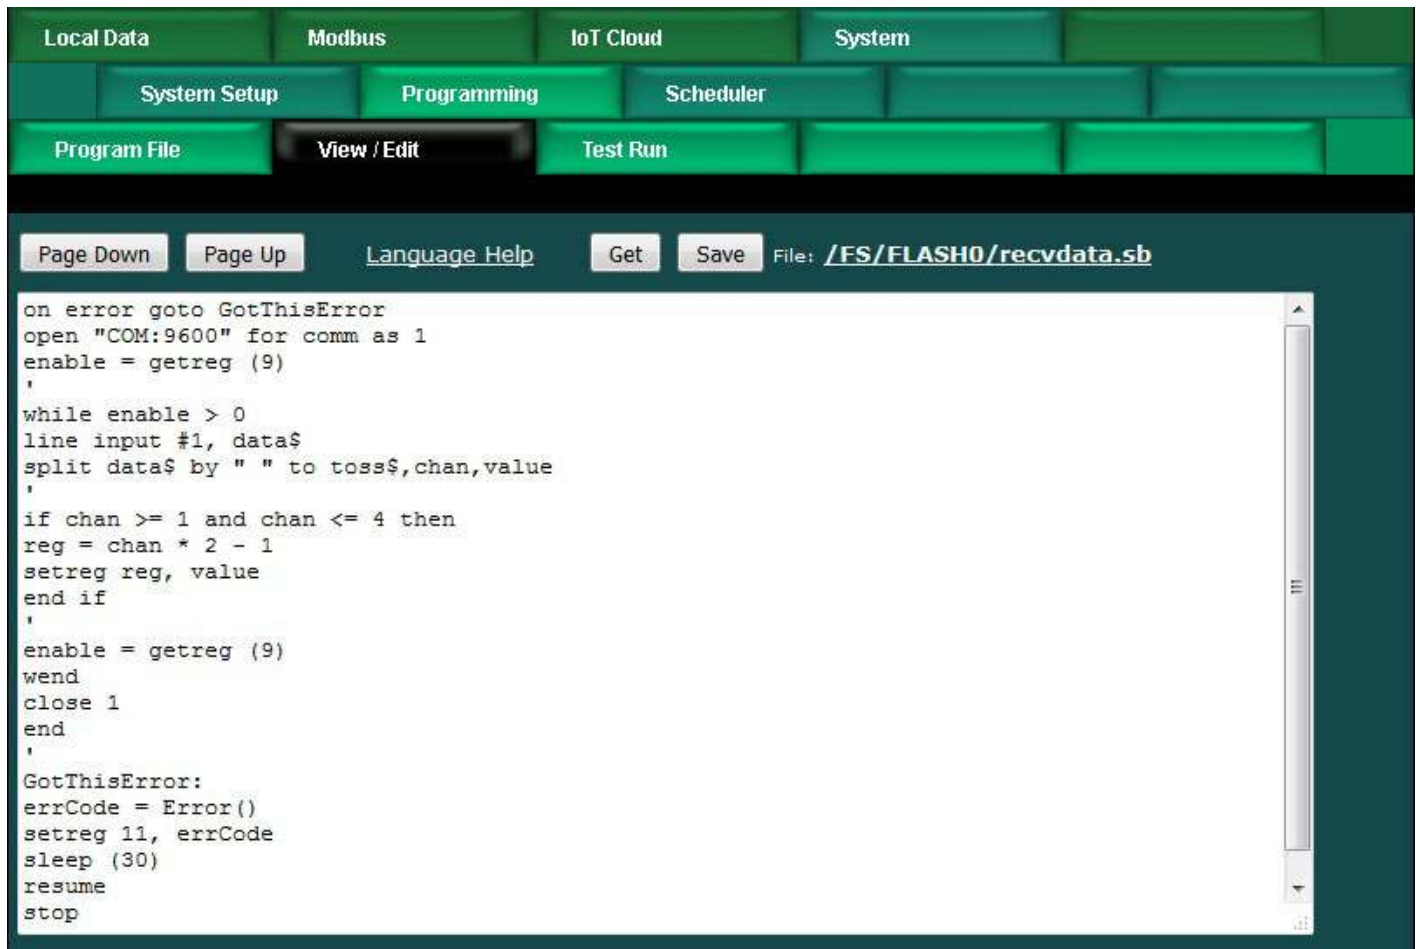 Local Data Modbus IoT Cloud System
System Setup Programming Scheduler
Program File View / Edit Test Run
Page Down Page Up Language Help Get Save File: /FS/FLASH0/recvdata.sb
on error goto GotThisError
open "COM:9600" for comm as 1
enable = getreg (9)
'
while enable > 0
line input #1, data$
split data$ by " " to toss$,chan,value
'
if chan >= 1 and chan <= 4 then
reg = chan * 2 - 1
setreg reg, value
end if
'
enable = getreg (9)
wend
close 1
end
'
GotThisError:
errCode = Error()
setreg 11, errCode
sleep (30)
resume
stop